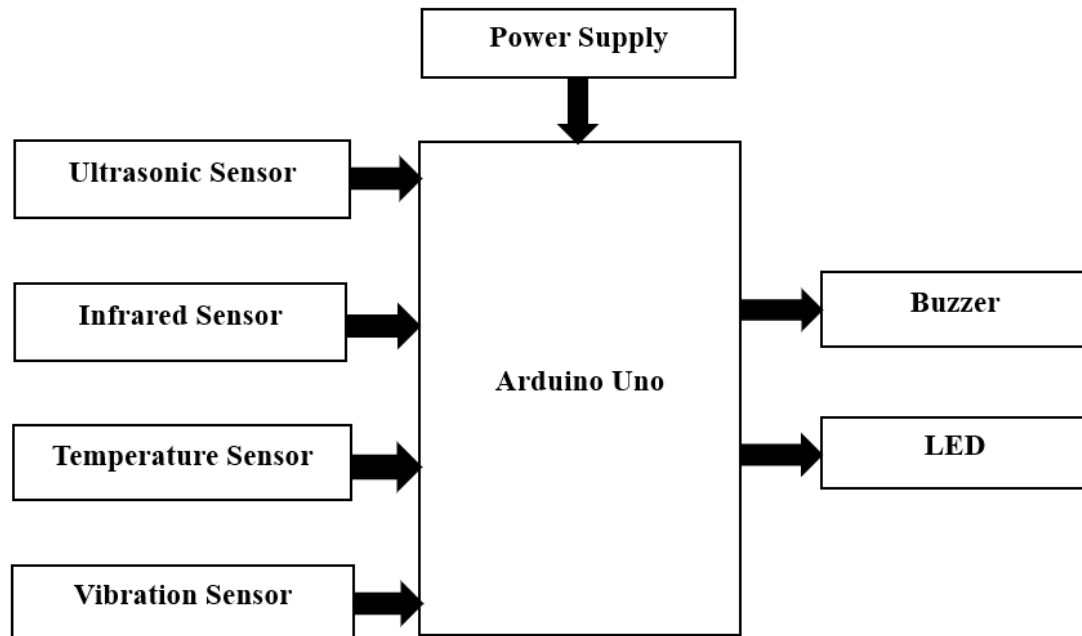 Power Supply
Ultrasonic Sensor
Infrared Sensor
Temperature Sensor
Vibration Sensor
Arduino Uno
Buzzer
LED